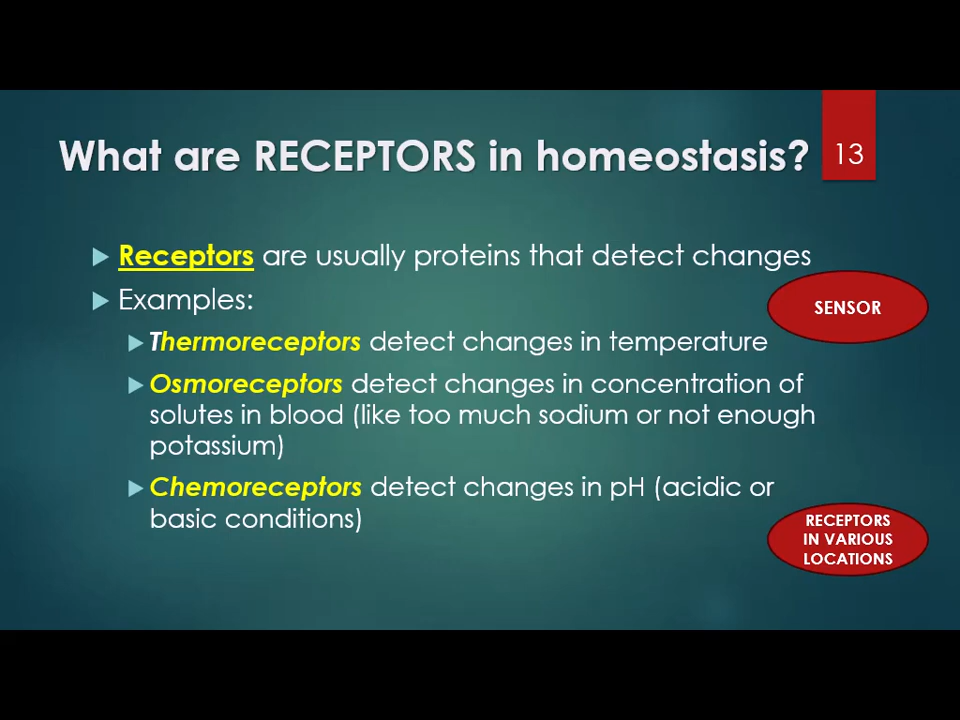 What are RECEPTORS in homeostasis?
13
Receptors are usually proteins that detect changes
Examples:
SENSOR
Thermoreceptors detect changes in temperature
Osmoreceptors detect changes in concentration of
solutes in blood (like too much sodium or not enough
potassium)
Chemoreceptors detect changes in pH (acidic or
basic conditions)
RECEPTORS
IN VARIOUS
LOCATIONS